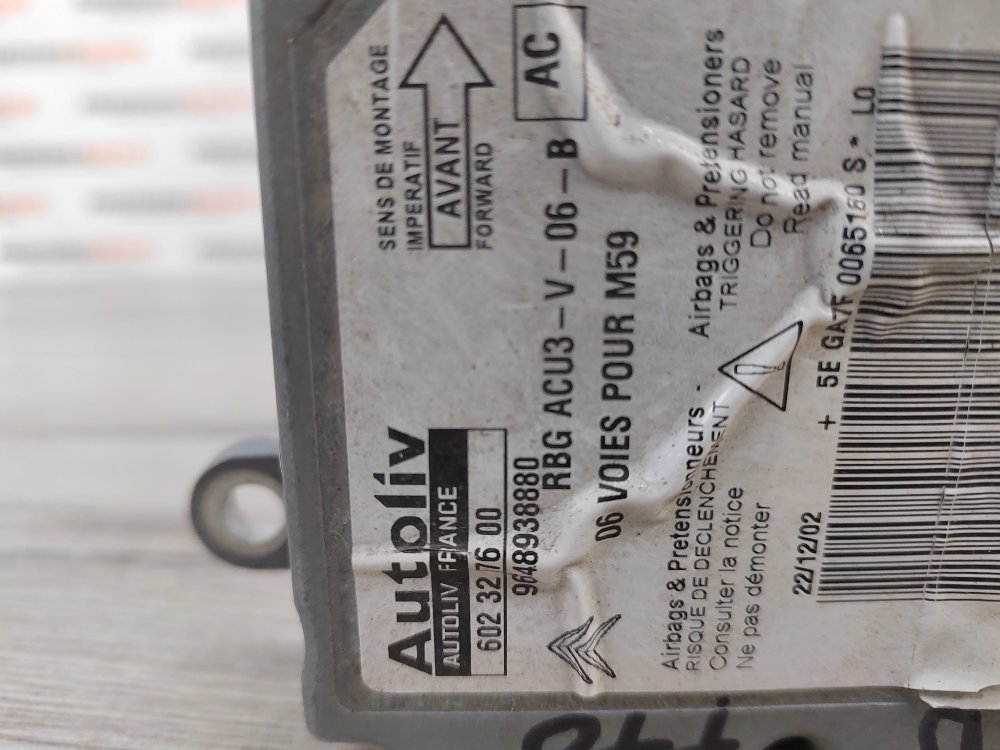 Autoliv
AUTOLIV FRANCE
602 32 76 00
9648938880
SENS DE MONTAGE
IMPERATIF
AVANT
FORWARD
AC
RBG ACU3-V-06-B
06 VOIES POUR M59
Airbags & Pretensionneurs - Airbags & Pretensioners
RISQUE DE DECLENCHEMENT
TRIGGERING HASARD
Consulter la notice
Do not remove
Ne pas démonter
Read manual.
22/12/02
+ 5E GA7F 0065160 S * LO